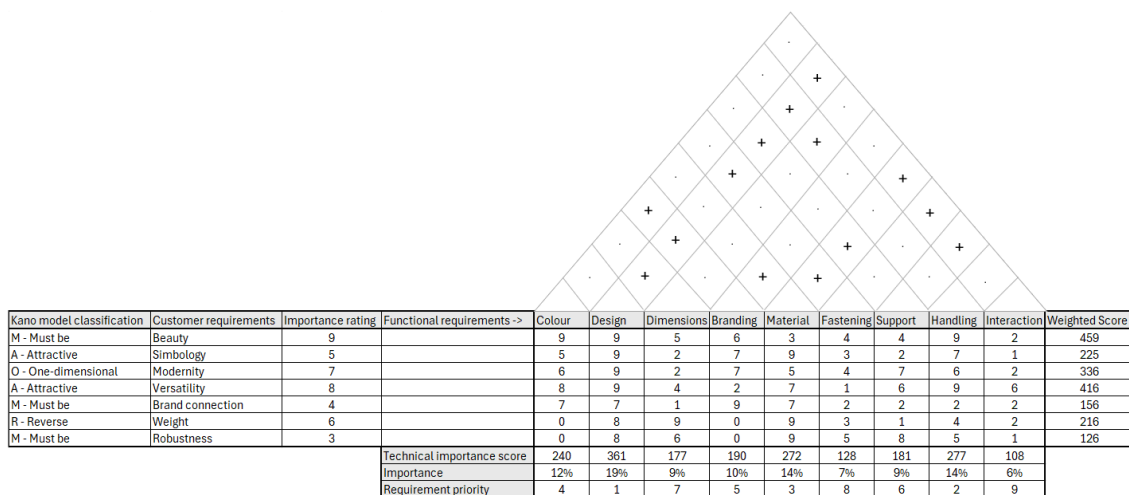 .
. +
. + .
. + + .
. + . . +
+ . . . +
. + . + . +
. + . + + .
Kano model classification Customer requirements Importance rating Functional requirements -> Colour Design Dimensions Branding Material Fastening Support Handling Interaction Weighted Score
M - Must be Beauty 9 9 9 5 6 3 4 4 9 2 459
A - Attractive Simbology 5 5 9 2 7 9 3 2 7 1 225
O - One-dimensional Modernity 7 6 9 2 7 5 4 7 6 2 336
A - Attractive Versatility 8 8 9 4 2 7 1 6 9 6 416
M - Must be Brand connection 4 7 7 1 9 7 2 2 2 2 156
R - Reverse Weight 6 0 8 9 0 9 3 1 4 2 216
M - Must be Robustness 3 0 8 6 0 9 5 8 5 1 126
Technical importance score 240 361 177 190 272 128 181 277 108
Importance 12% 19% 9% 10% 14% 7% 9% 14% 6%
Requirement priority 4 1 7 5 3 8 6 2 9